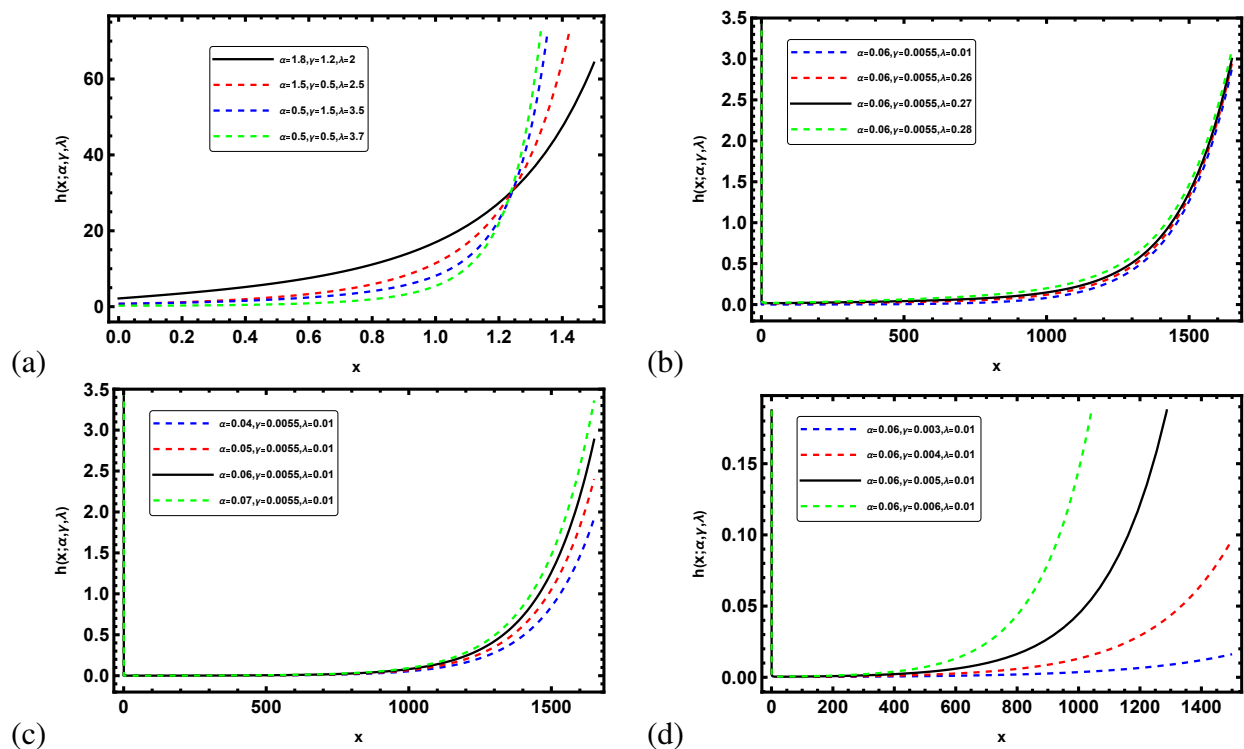 h(x;α,γ,λ)
60
40
20
0
α=1.8,γ=1.2,λ=2
α=1.5,γ=0.5,λ=2.5
α=0.5,γ=1.5,λ=3.5
α=0.5,γ=0.5,λ=3.7
0.0 0.2 0.4 0.6 0.8 1.0 1.2 1.4
x
(a)
h(x;α,γ,λ)
3.5
3.0
2.5
2.0
1.5
1.0
0.5
0.0
α=0.06,γ=0.0055,λ=0.01
α=0.06,γ=0.0055,λ=0.26
α=0.06,γ=0.0055,λ=0.27
α=0.06,γ=0.0055,λ=0.28
0 500 1000 1500
x
(b)
h(x;α,γ,λ)
3.5
3.0
2.5
2.0
1.5
1.0
0.5
0.0
α=0.04,γ=0.0055,λ=0.01
α=0.05,γ=0.0055,λ=0.01
α=0.06,γ=0.0055,λ=0.01
α=0.07,γ=0.0055,λ=0.01
0 500 1000 1500
x
(c)
h(x;α,γ,λ)
0.15
0.10
0.05
0.00
α=0.06,γ=0.003,λ=0.01
α=0.06,γ=0.004,λ=0.01
α=0.06,γ=0.005,λ=0.01
α=0.06,γ=0.006,λ=0.01
0 200 400 600 800 1000 1200 1400
x
(d)